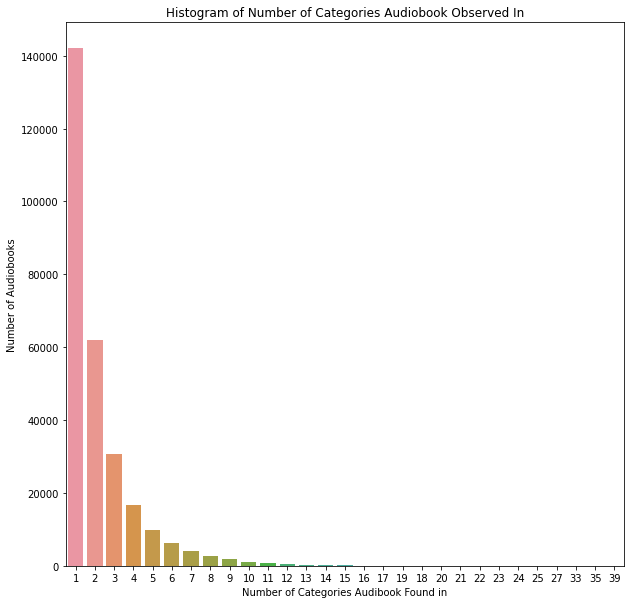 Histogram of Number of Categories Audiobook Observed In
Number of Audiobooks
140000
120000
100000
80000
60000
40000
20000
0
1 2 3 4 5 6 7 8 9 10 11 12 13 14 15 16 17 19 18 20 21 22 23 24 25 27 33 35 39
Number of Categories Audibook Found in